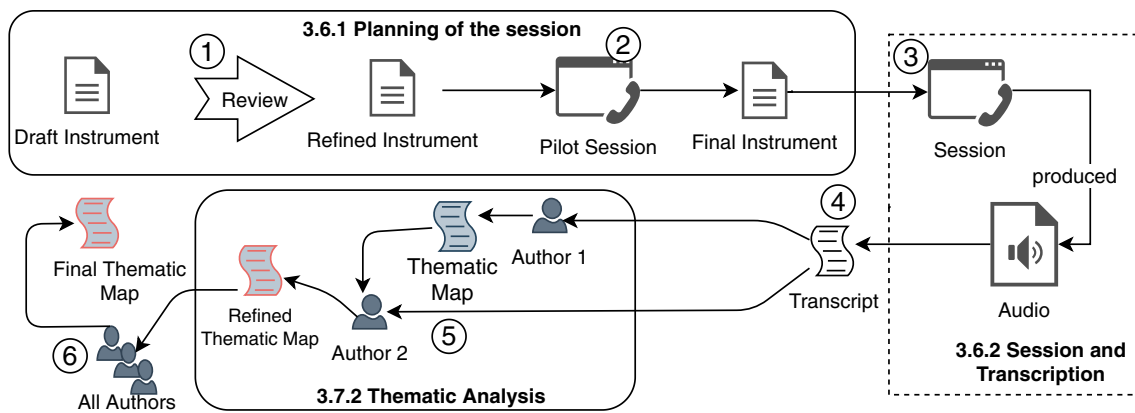 3.6.1 Planning of the session
1
Review
2
Draft Instrument
Refined Instrument
Pilot Session
Final Instrument
3
Session
produced
Audio
3.6.2 Session and
Transcription
4
Transcript
Author 1
Thematic
Map
5
Author 2
Refined
Thematic Map
3.7.2 Thematic Analysis
Final Thematic
Map
6
All Authors